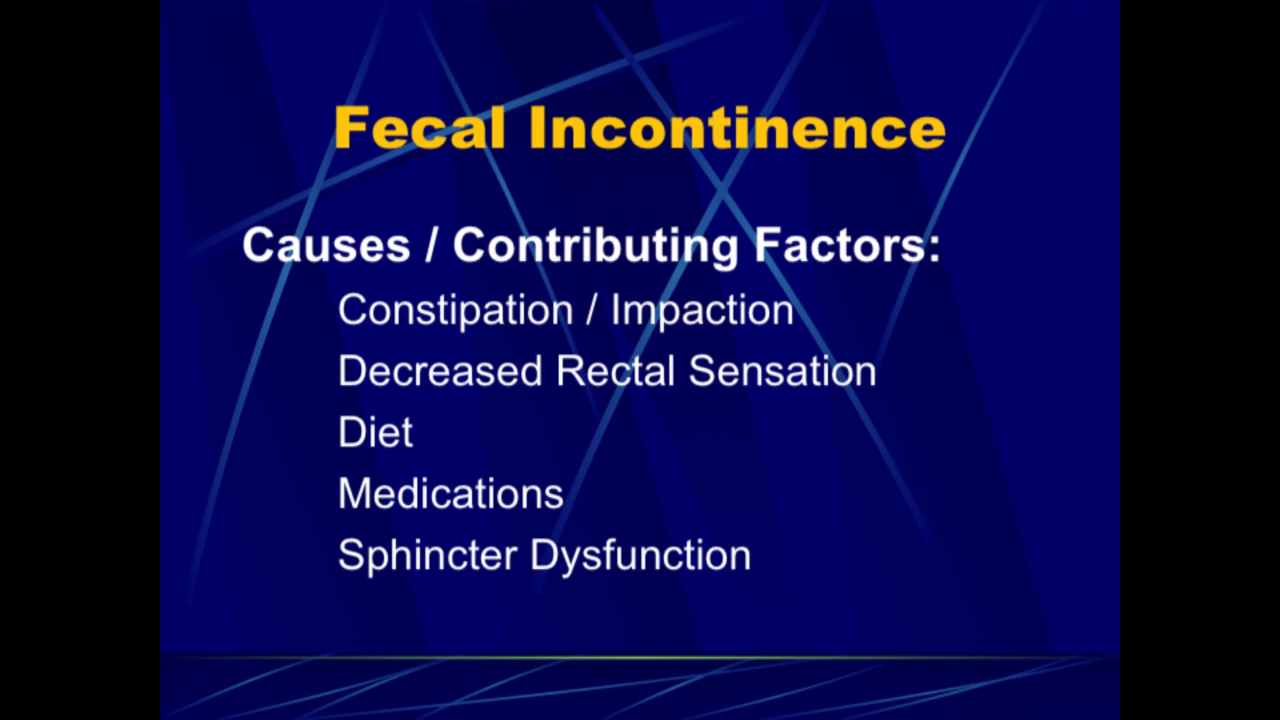 Fecal Incontinence
Causes / Contributing Factors:
Constipation / Impaction
Decreased Rectal Sensation
Diet
Medications
Sphincter Dysfunction